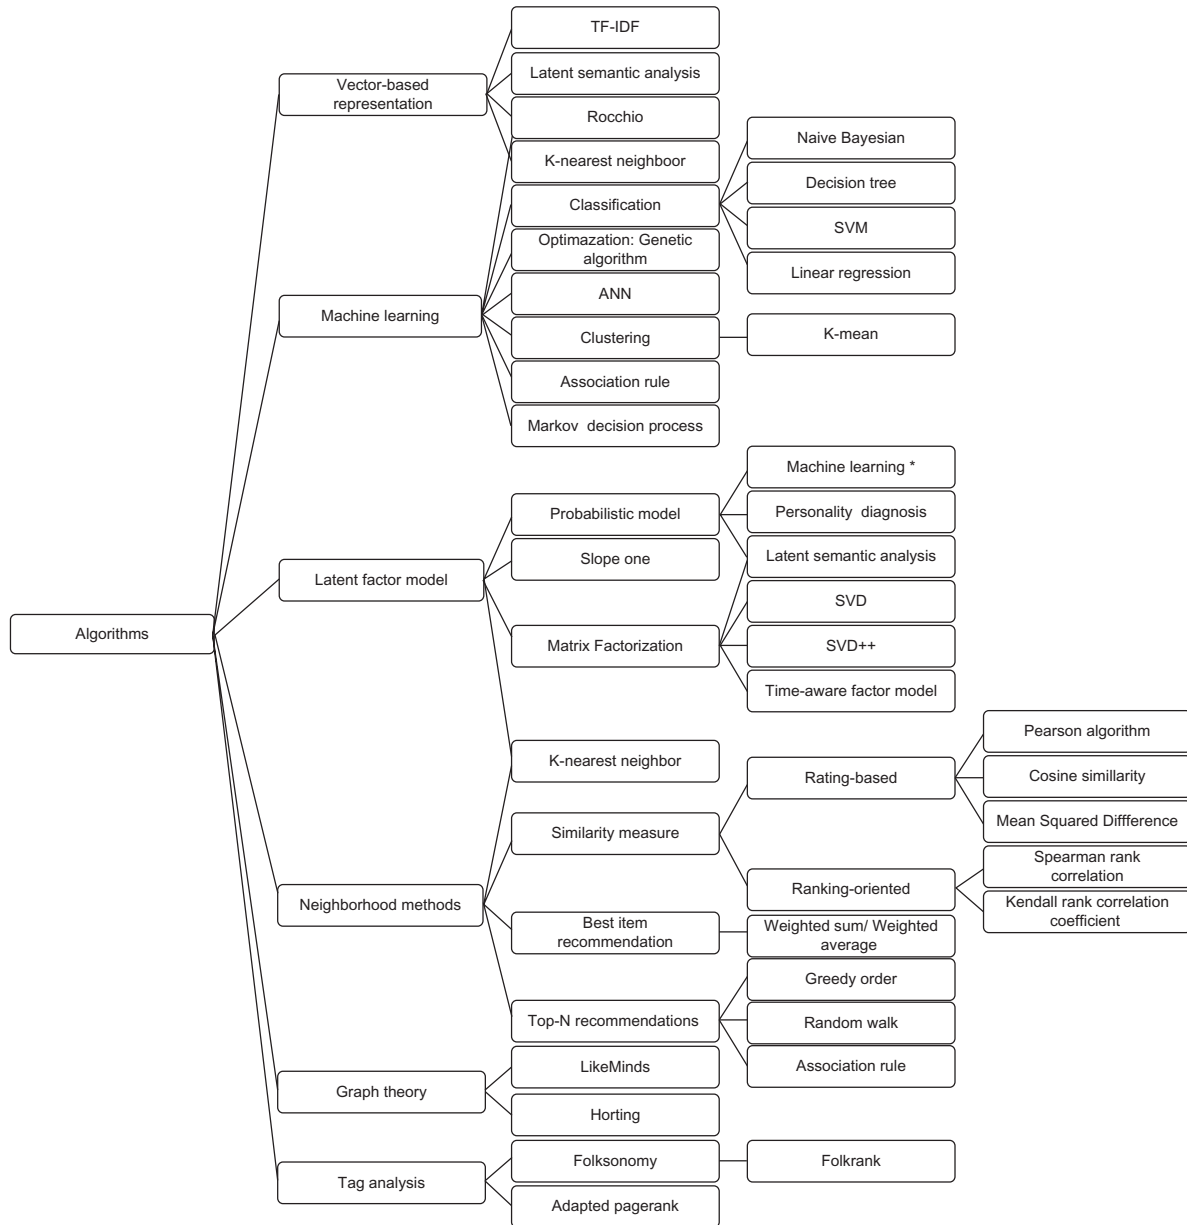 TF-IDF
Latent semantic analysis
Vector-based
representation
Rocchio
K-nearest neighboor
Naive Bayesian
Classification
Decision tree
SVM
Optimazation: Genetic
algorithm
Linear regression
ANN
Machine learning
Clustering
K-mean
Association rule
Markov decision process
Machine learning *
Probabilistic model
Personality diagnosis
Slope one
Latent semantic analysis
Latent factor model
SVD
Algorithms
Matrix Factorization
SVD++
Time-aware factor model
Pearson algorithm
K-nearest neighbor
Rating-based
Cosine simillarity
Similarity measure
Mean Squared Diffference
Spearman rank
correlation
Ranking-oriented
Kendall rank correlation
coefficient
Neighborhood methods
Best item
recommendation
Weighted sum/ Weighted
average
Greedy order
Top-N recommendations
Random walk
Association rule
LikeMinds
Graph theory
Horting
Folksonomy
Folkrank
Tag analysis
Adapted pagerank